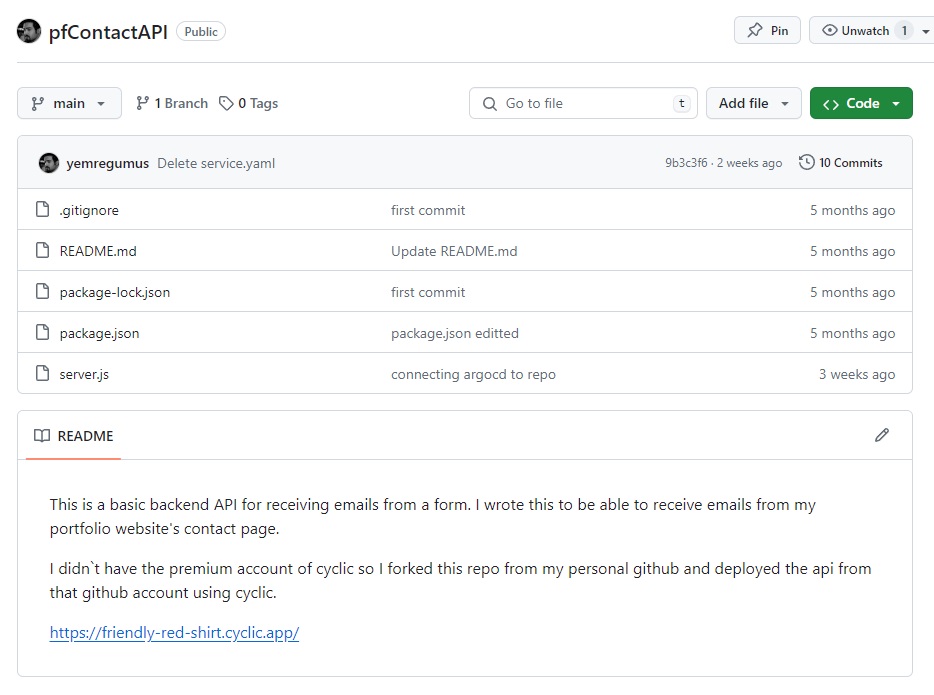 pfContactAPI Public Pin Unwatch 1
main 1 Branch 0 Tags Go to file t Add file Code
yemregumus Delete service.yaml 9b3c3f6 · 2 weeks ago 10 Commits
.gitignore first commit 5 months ago
README.md Update README.md 5 months ago
package-lock.json first commit 5 months ago
package.json package.json editted 5 months ago
server.js connecting argocd to repo 3 weeks ago
README
This is a basic backend API for receiving emails from a form. I wrote this to be able to receive emails from my
portfolio website's contact page.
I didn`t have the premium account of cyclic so I forked this repo from my personal github and deployed the api from
that github account using cyclic.
https://friendly-red-shirt.cyclic.app/